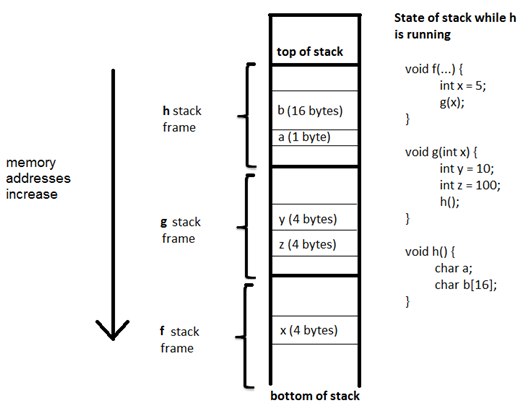 State of stack while h
is running
top of stack
h stack
frame
b (16 bytes)
a (1 byte)
memory
addresses
increase
g stack
frame
y (4 bytes)
z (4 bytes)
f stack
frame
x (4 bytes)
bottom of stack
void f(...) {
int x = 5;
g(x);
}
void g(int x) {
int y = 10;
int z = 100;
h();
}
void h() {
char a;
char b[16];
}